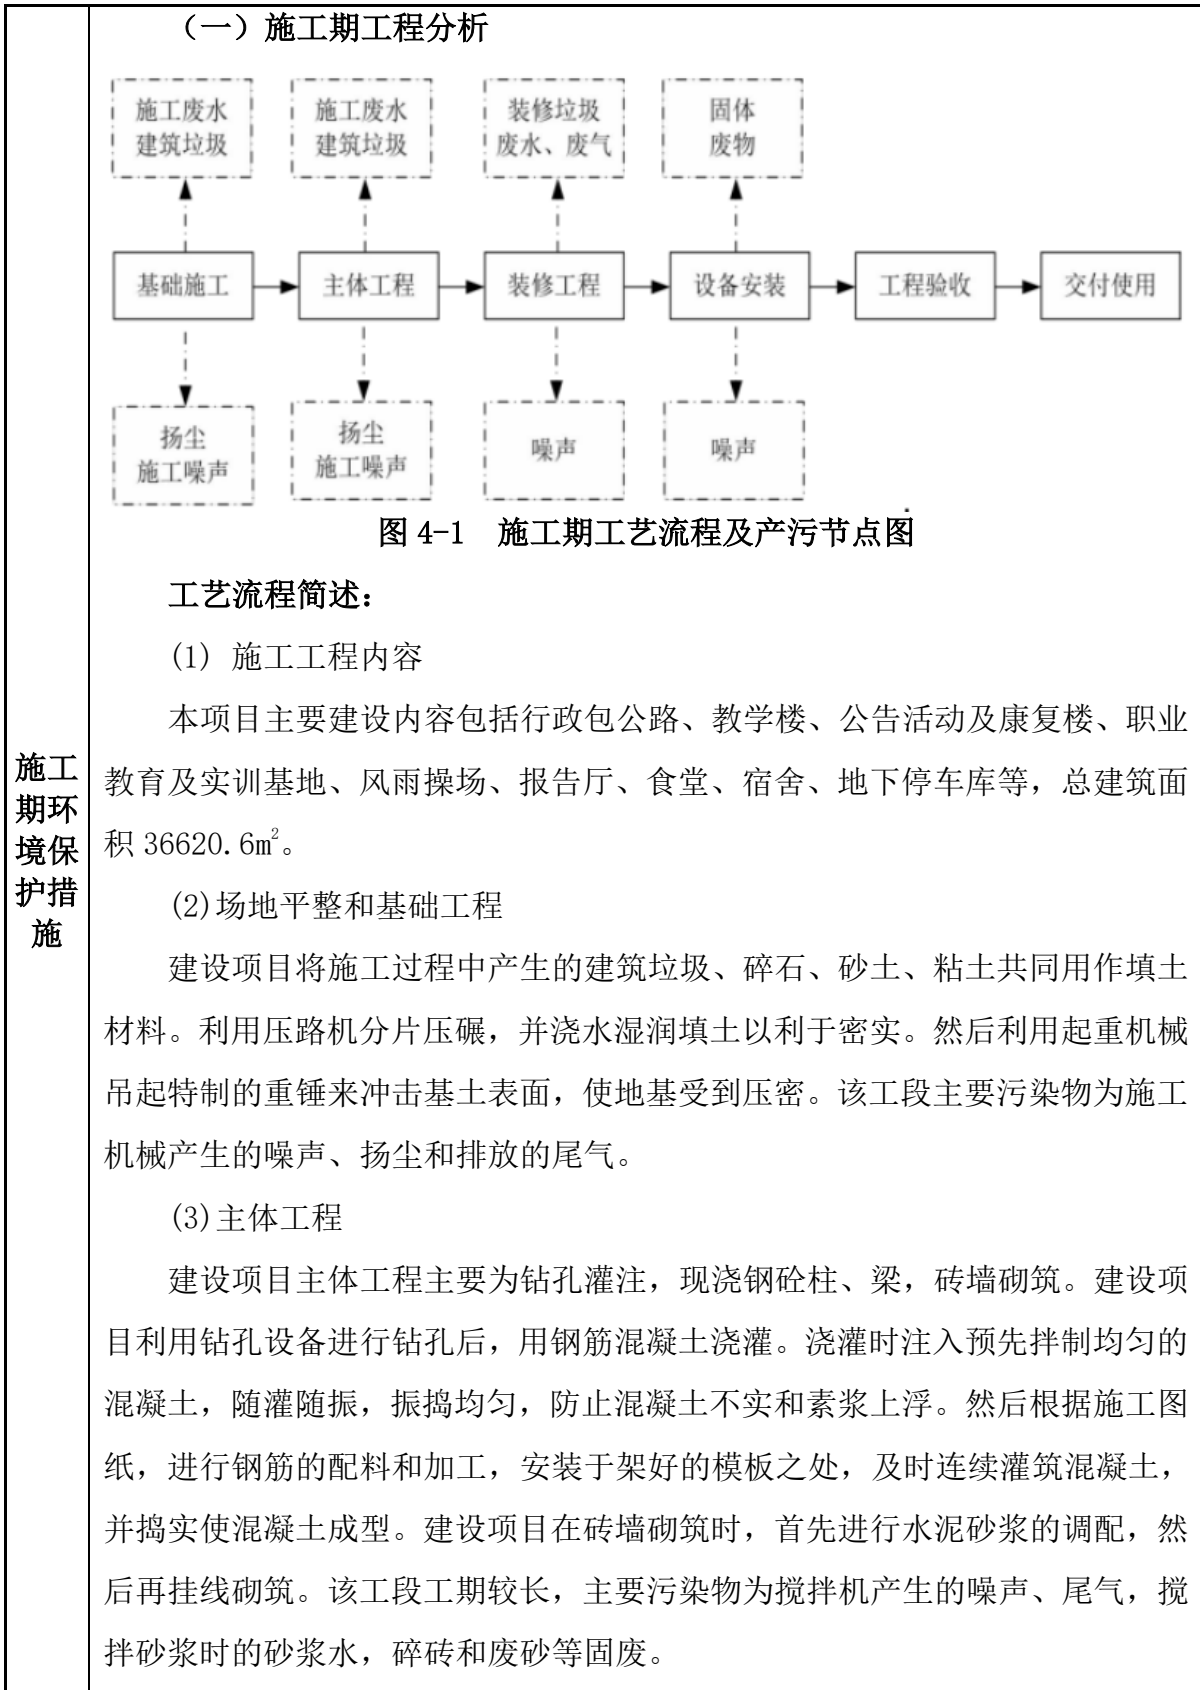 （一）施工期工程分析
施工废水
建筑垃圾
施工废水
建筑垃圾
装修垃圾
废水、废气
固体
废物
基础施工
主体工程
装修工程
设备安装
工程验收
交付使用
扬尘
施工噪声
扬尘
施工噪声
噪声
噪声
图 4-1 施工期工艺流程及产污节点图
施工
期环
境保
护措
施
工艺流程简述：
(1) 施工工程内容
本项目主要建设内容包括行政包公路、教学楼、公告活动及康复楼、职业
教育及实训基地、风雨操场、报告厅、食堂、宿舍、地下停车库等，总建筑面
积 36620.6m²。
(2)场地平整和基础工程
建设项目将施工过程中产生的建筑垃圾、碎石、砂土、粘土共同用作填土
材料。利用压路机分片压碾，并浇水湿润填土以利于密实。然后利用起重机械
吊起特制的重锤来冲击基土表面，使地基受到压密。该工段主要污染物为施工
机械产生的噪声、扬尘和排放的尾气。
(3)主体工程
建设项目主体工程主要为钻孔灌注，现浇钢砼柱、梁，砖墙砌筑。建设项
目利用钻孔设备进行钻孔后，用钢筋混凝土浇灌。浇灌时注入预先拌制均匀的
混凝土，随灌随振，振捣均匀，防止混凝土不实和素浆上浮。然后根据施工图
纸，进行钢筋的配料和加工，安装于架好的模板之处，及时连续灌筑混凝土，
并捣实使混凝土成型。建设项目在砖墙砌筑时，首先进行水泥砂浆的调配，然
后再挂线砌筑。该工段工期较长，主要污染物为搅拌机产生的噪声、尾气，搅
拌砂浆时的砂浆水，碎砖和废砂等固废。